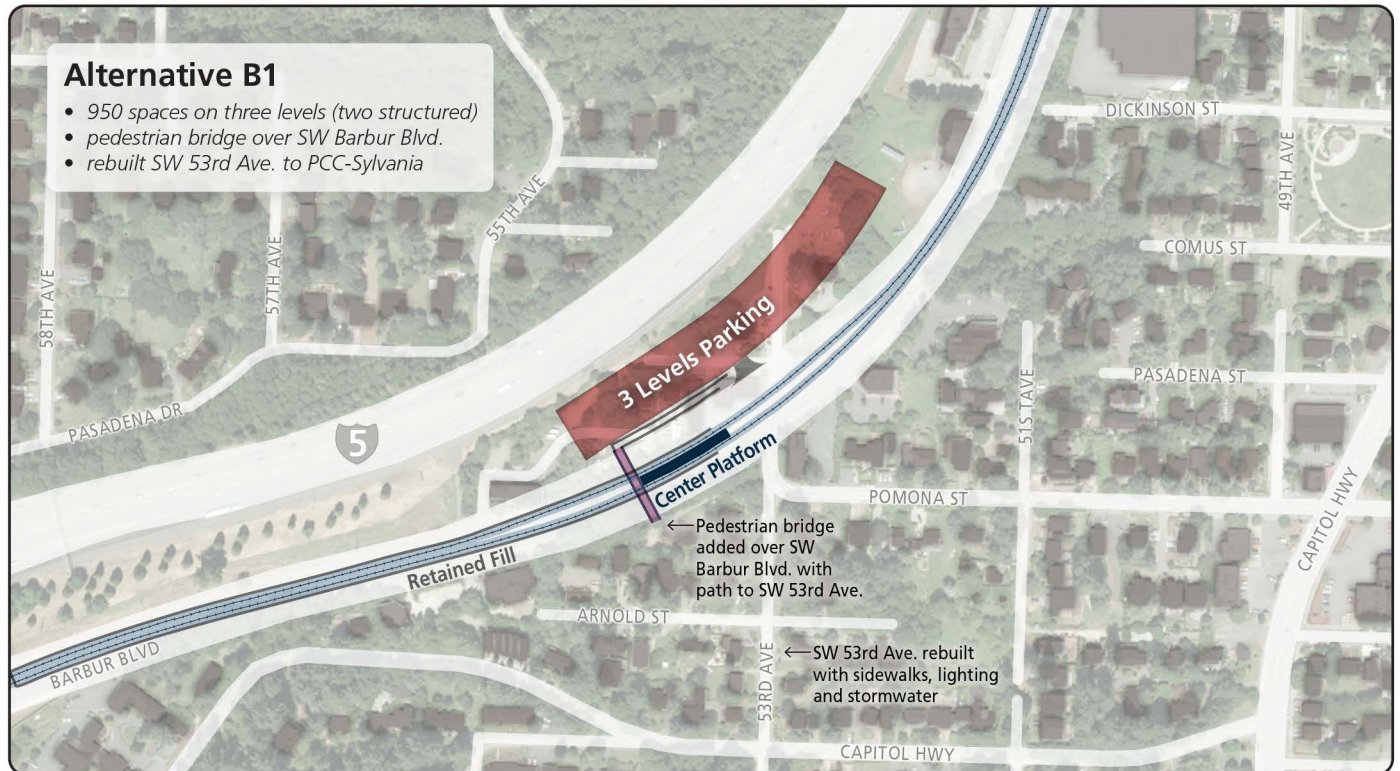 Alternative B1
• 950 spaces on three levels (two structured)
• pedestrian bridge over SW Barbur Blvd.
• rebuilt SW 53rd Ave. to PCC-Sylvania
DICKINSON ST
49TH AVE
55TH AVE
COMUS ST
57TH AVE
58TH AVE
3 Levels Parking
PASADENA ST
51S TAVE
PASADENA DR
5
Center Platform
POMONA ST
CAPITOL HWY
←Pedestrian bridge
added over SW
Barbur Blvd. with
path to SW 53rd Ave.
Retained Fill
ARNOLD ST
BARBUR BLVD
53RD AVE
←SW 53rd Ave. rebuilt
with sidewalks, lighting
and stormwater
CAPITOL HWY